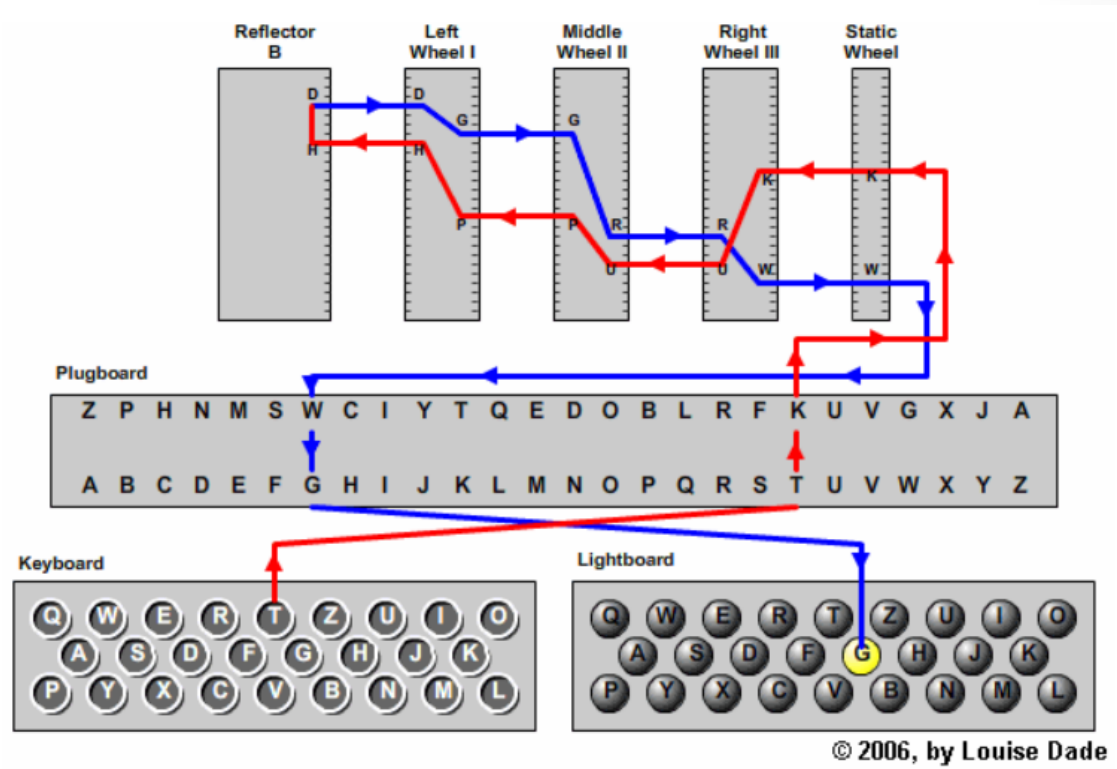 Reflector B
Left Wheel I
Middle Wheel II
Right Wheel III
Static Wheel
D D
G G
H H
K K
P P
R R
U U
W W
Plugboard
Z P H N M S W C I Y T Q E D O B L R F K U V G X J A
A B C D E F G H I J K L M N O P Q R S T U V W X Y Z
Keyboard
Q W E R T Z U I O
A S D F G H J K
P Y X C V B N M L
Lightboard
Q W E R T Z U I O
A S D F G H J K
P Y X C V B N M L
© 2006, by Louise Dade